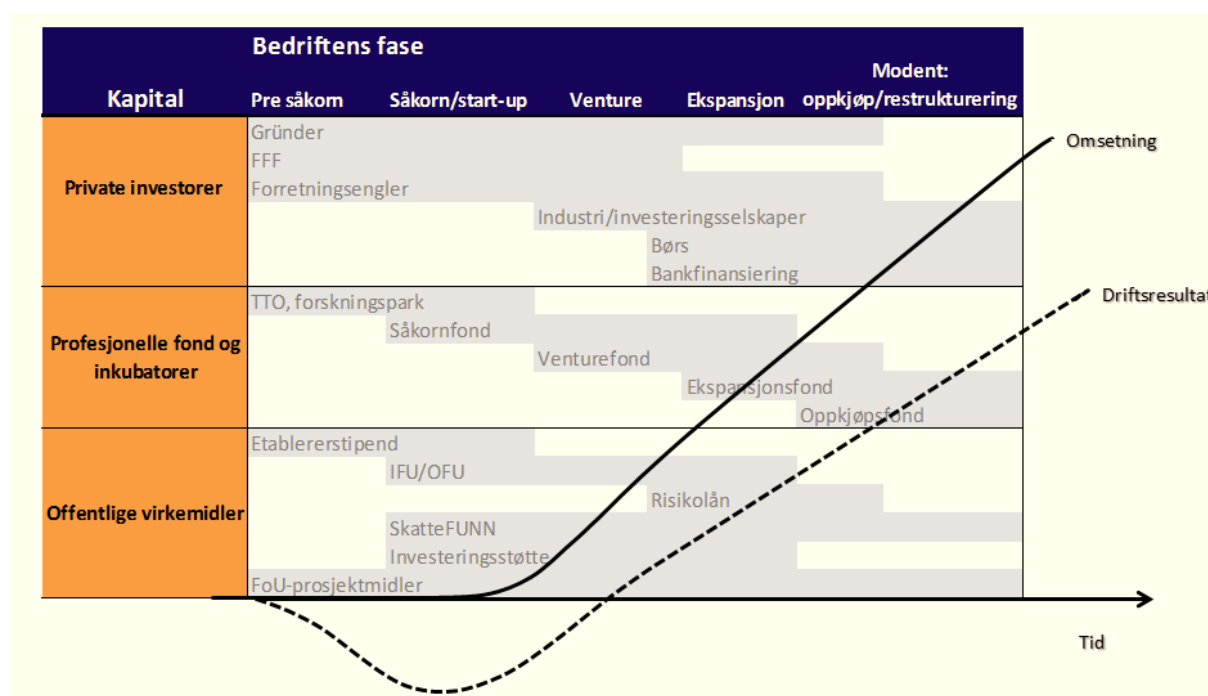 Bedriftens fase
Modent:
Kapital Pre såkorn Såkorn/start-up Venture Ekspansjon oppkjøp/restrukturering
Gründer
Omsetning
FFF
Private investorer
Forretningsengler
Industri/investeringsselskaper
Børs
Bankfinansiering
TTO, forskningspark
Driftsresultat
Såkornfond
Profesjonelle fond og
inkubatorer
Venturefond
Ekspansjonsfond
Oppkjøpsfond
Etablererstipend
IFU/OFU
Risikolån
Offentlige virkemidler
SkatteFUNN
Investeringsstøtte
FoU-prosjektmidler
Tid